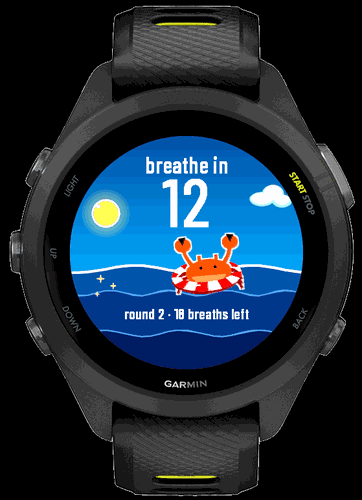 breathe in
12
LIGHT
START STOP
UP
DOWN
BACK
round 2 - 18 breaths left
GARMIN